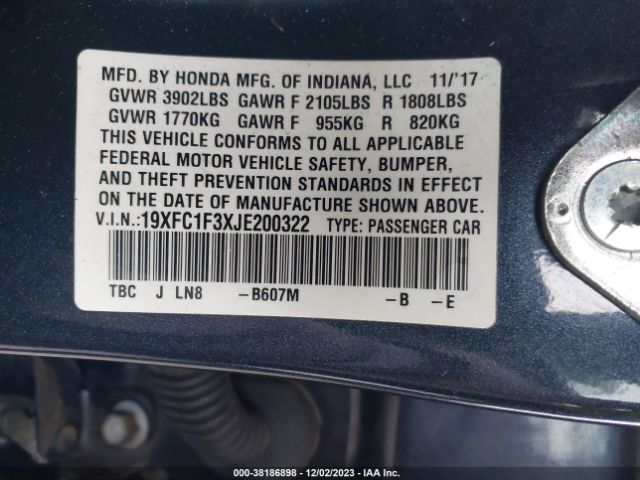 MFD. BY HONDA MFG. OF INDIANA, LLC 11/'17
GVWR 3902LBS GAWR F 2105LBS R 1808LBS
GVWR 1770KG GAWR F 955KG R 820KG
THIS VEHICLE CONFORMS TO ALL APPLICABLE
FEDERAL MOTOR VEHICLE SAFETY, BUMPER,
AND THEFT PREVENTION STANDARDS IN EFFECT
ON THE DATE OF MANUFACTURE SHOWN ABOVE.
V.I.N.:19XFC1F3XJE200322 TYPE: PASSENGER CAR
TBC J LN8 -B607M -B -E
000-38186898 - 12/02/2023 - IAA Inc.